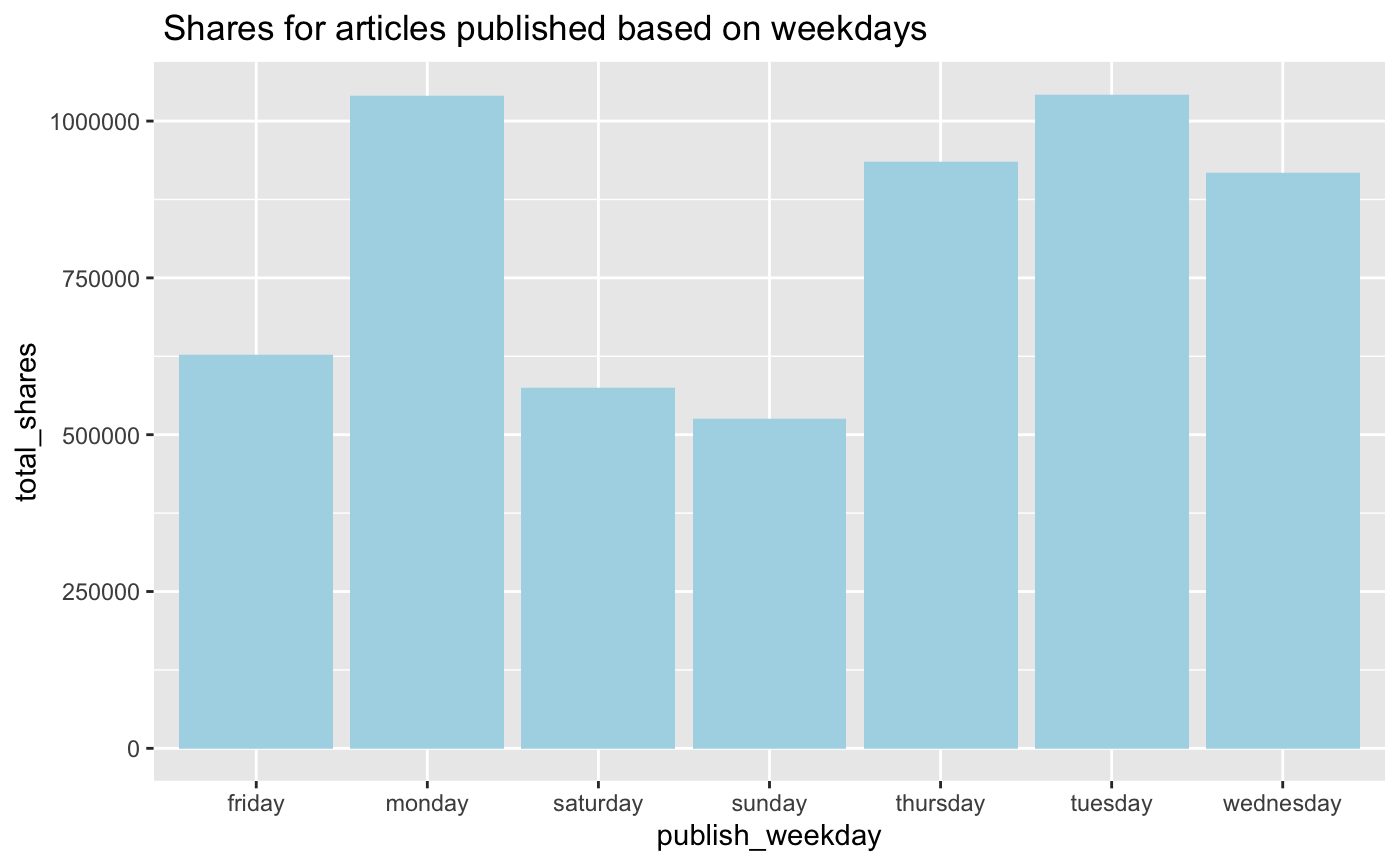 Shares for articles published based on weekdays
total_shares
1000000
750000
500000
250000
0
friday monday saturday sunday thursday tuesday wednesday
publish_weekday